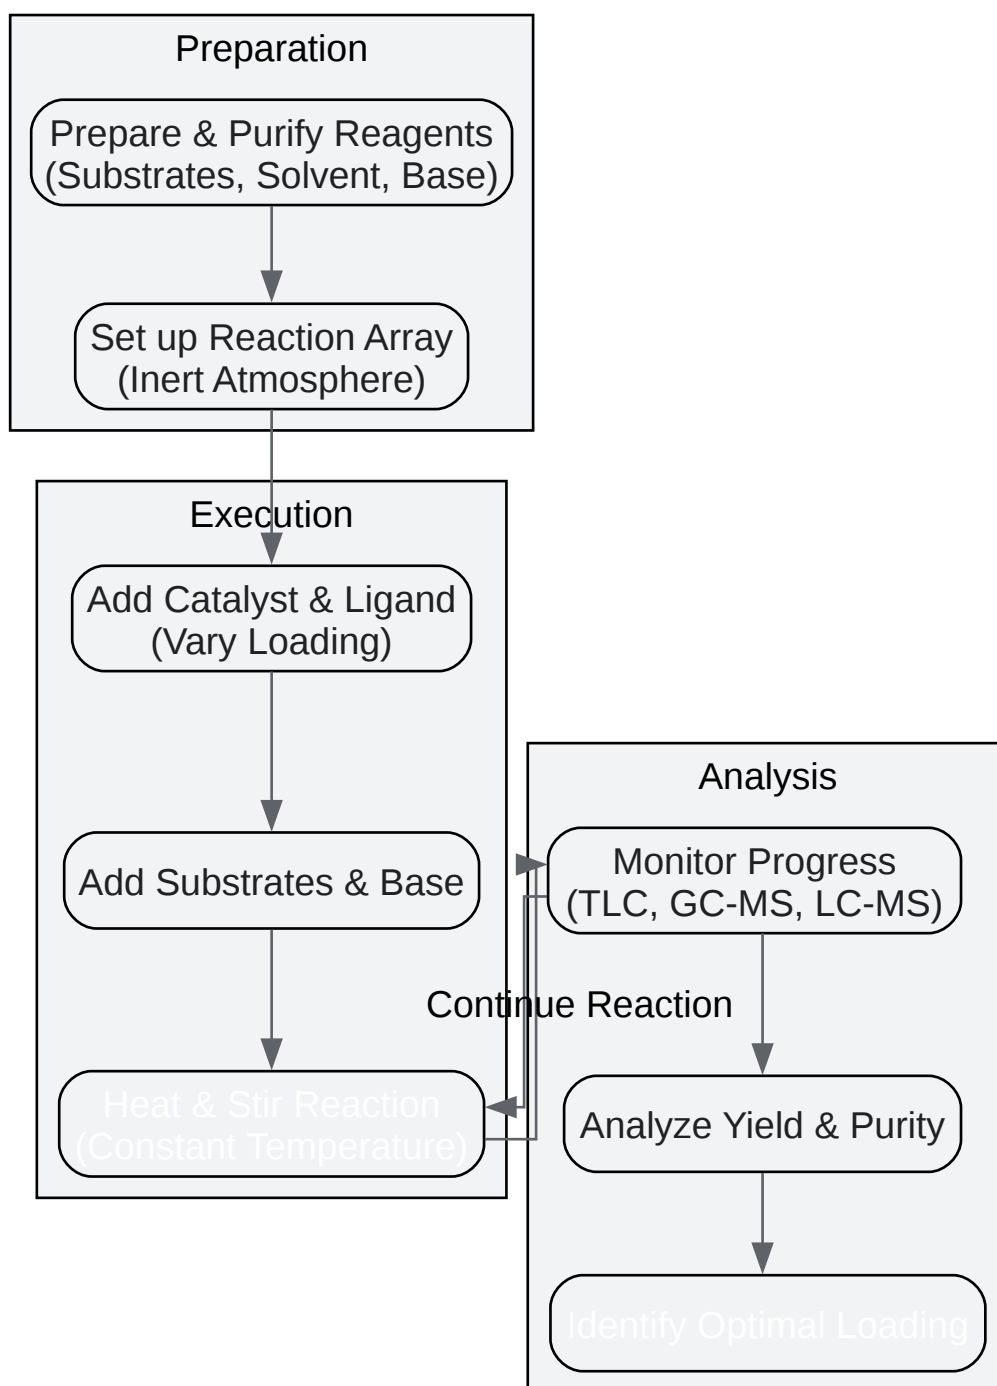 Preparation
Prepare & Purify Reagents
(Substrates, Solvent, Base)
Set up Reaction Array
(Inert Atmosphere)
Execution
Add Catalyst & Ligand
(Vary Loading)
Add Substrates & Base
Heat & Stir Reaction
(Constant Temperature)
Analysis
Monitor Progress
(TLC, GC-MS, LC-MS)
Continue Reaction
Analyze Yield & Purity
Identify Optimal Loading